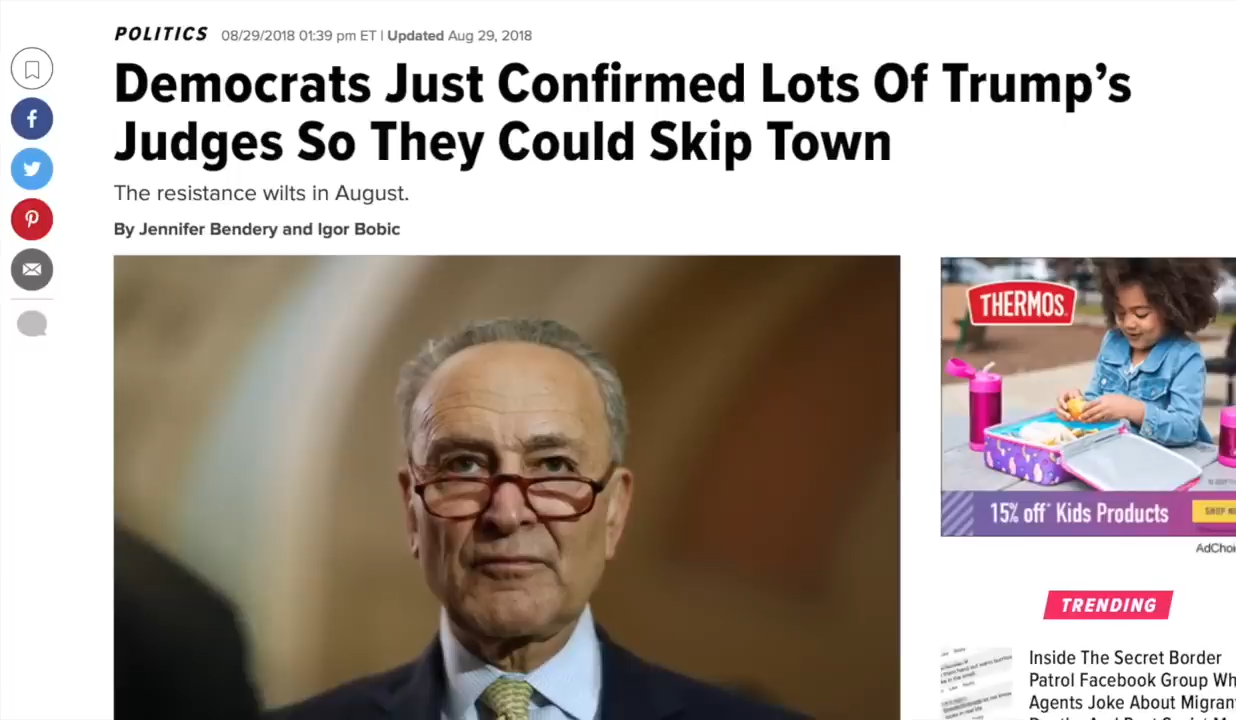 POLITICS 08/29/2018 01:39 pm ET | Updated Aug 29, 2018
Democrats Just Confirmed Lots Of Trump’s
Judges So They Could Skip Town
The resistance wilts in August.
By Jennifer Bendery and Igor Bobic
THERMOS
15% off* Kids Products
SHOP
AdChoi
TRENDING
Inside The Secret Border
Patrol Facebook Group Wh
Agents Joke About Migran